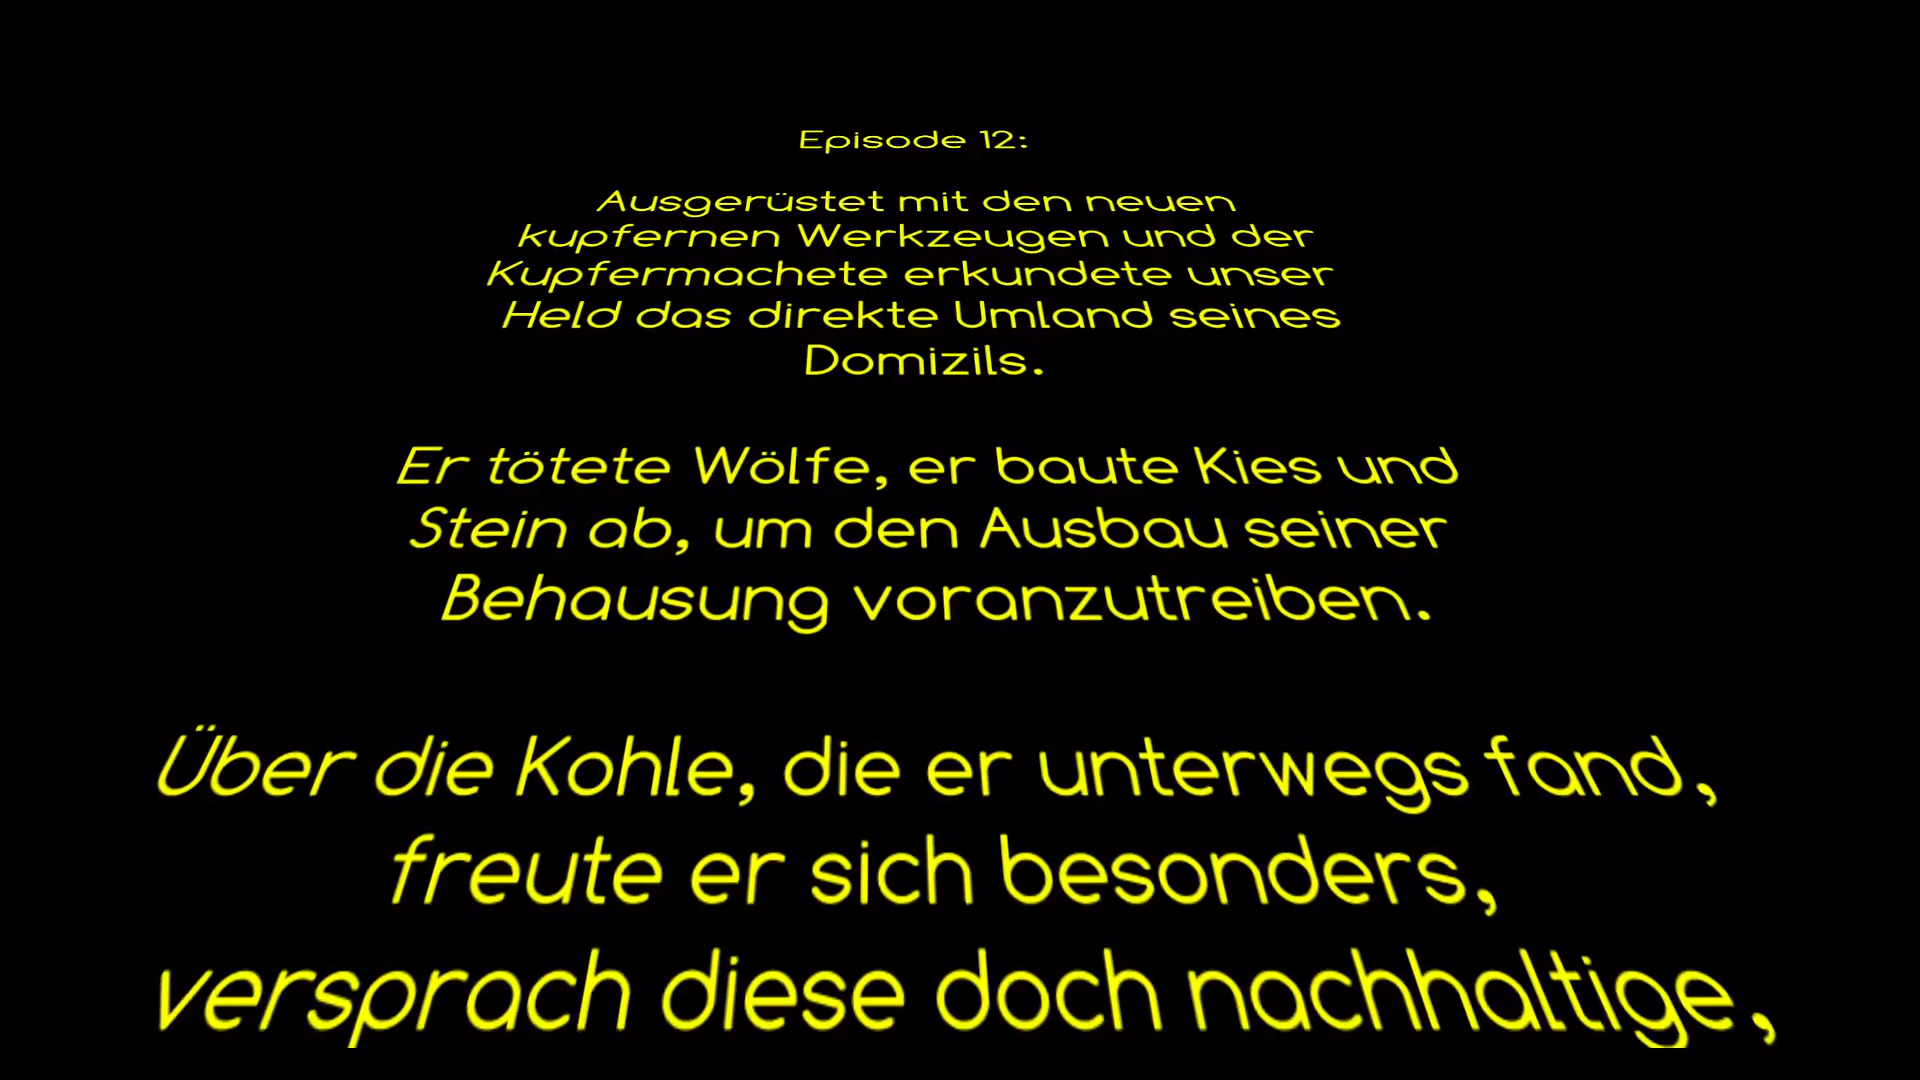 Episode 12:
Ausgerüstet mit den neuen
kupfernen Werkzeugen und der
Kupfermachete erkundete unser
Held das direkte Umland seines
Domizils.
Er tötete Wölfe, er baute Kies und
Stein ab, um den Ausbau seiner
Behausung voranzutreiben.
Über die Kohle, die er unterwegs fand,
freute er sich besonders,
versprach diese doch nachhaltige,